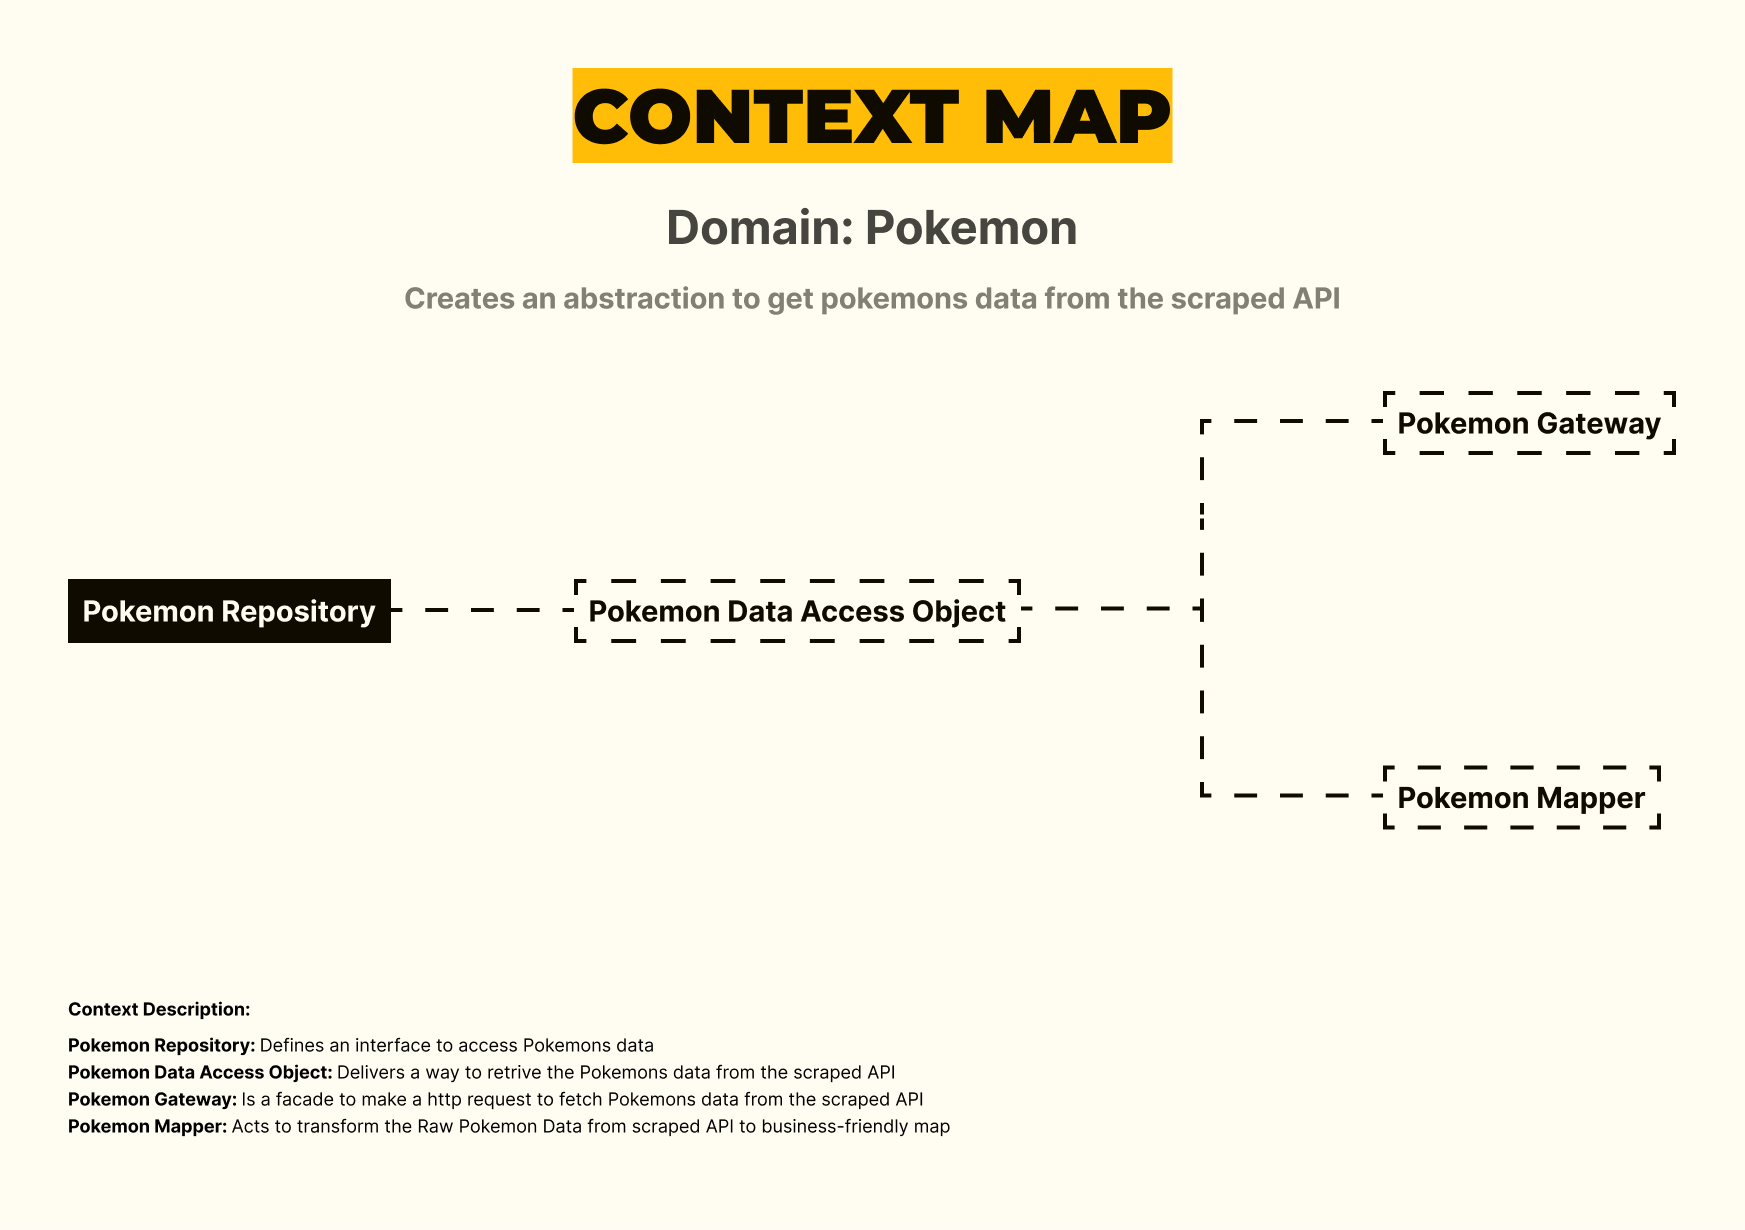 CONTEXT MAP
Domain: Pokemon
Creates an abstraction to get pokemons data from the scraped API
Pokemon Gateway
Pokemon Repository
Pokemon Data Access Object
Pokemon Mapper
Context Description:
Pokemon Repository: Defines an interface to access Pokemons data
Pokemon Data Access Object: Delivers a way to retrive the Pokemons data from the scraped API
Pokemon Gateway: Is a facade to make a http request to fetch Pokemons data from the scraped API
Pokemon Mapper: Acts to transform the Raw Pokemon Data from scraped API to business-friendly map